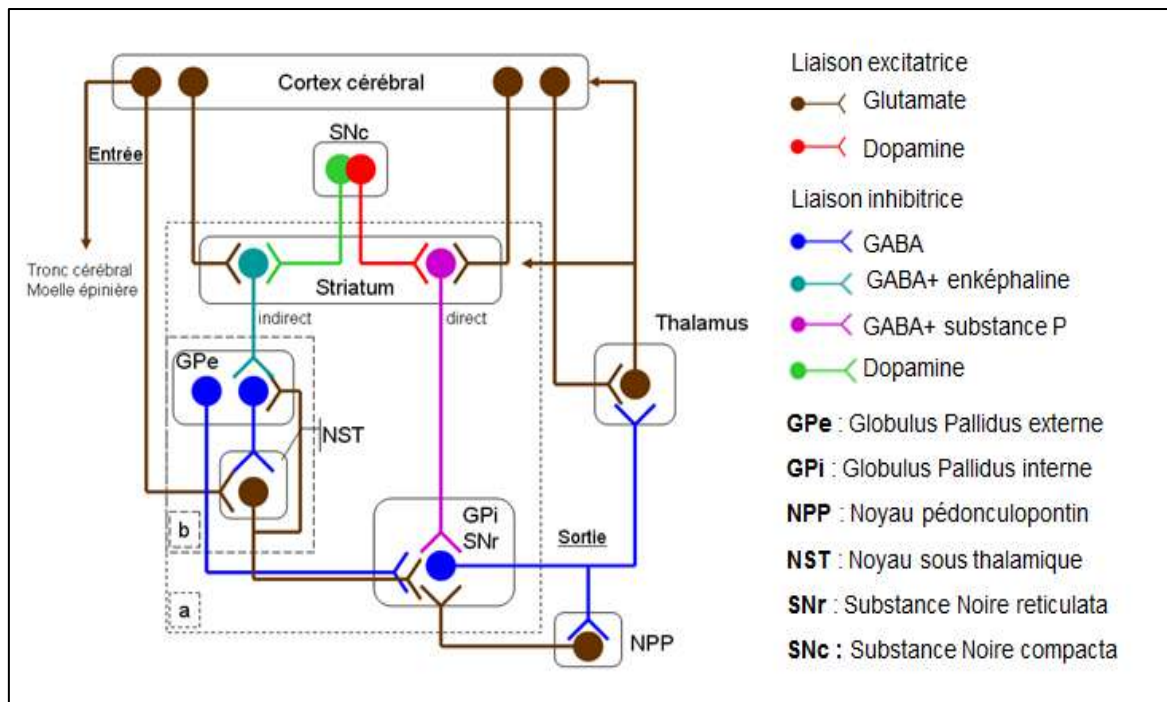 Cortex cérébral
SNc
Entrée
Tronc cérébral
Moelle épinière
Striatum
indirect
direct
Thalamus
GPe
NST
b
GPi
SNr
Sortie
a
NPP
Liaison excitatrice
Glutamate
Dopamine
Liaison inhibitrice
GABA
GABA+ enképhaline
GABA+ substance P
Dopamine
GPe : Globulus Pallidus externe
GPi : Globulus Pallidus interne
NPP : Noyau pédonculopontin
NST : Noyau sous thalamique
SNr : Substance Noire reticulata
SNc : Substance Noire compacta